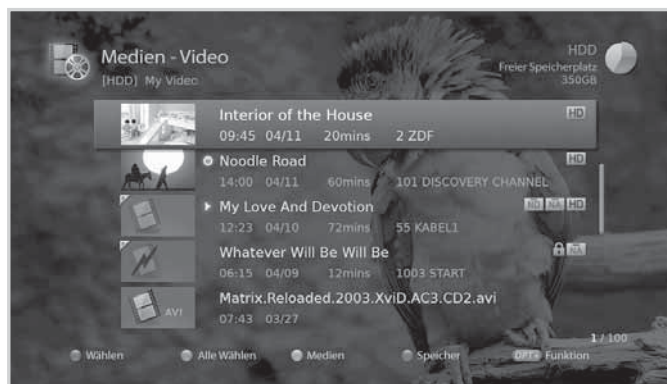 Medien - Video
[HDD] My Video
HDD
Freier Speicherplatz
350GB
Interior of the House HD
09:45 04/11 20mins 2 ZDF
Noodle Road HD
14:00 04/11 60mins 101 DISCOVERY CHANNEL
My Love And Devotion HD
12:23 04/10 72mins 55 KABEL1
Whatever Will Be Will Be
06:15 04/09 12mins 1003 START
AVI
Matrix.Reloaded.2003.XviD.AC3.CD2.avi
07:43 03/27
1 / 100
Wählen Alle Wählen Medien Speicher OPT+ Funktion